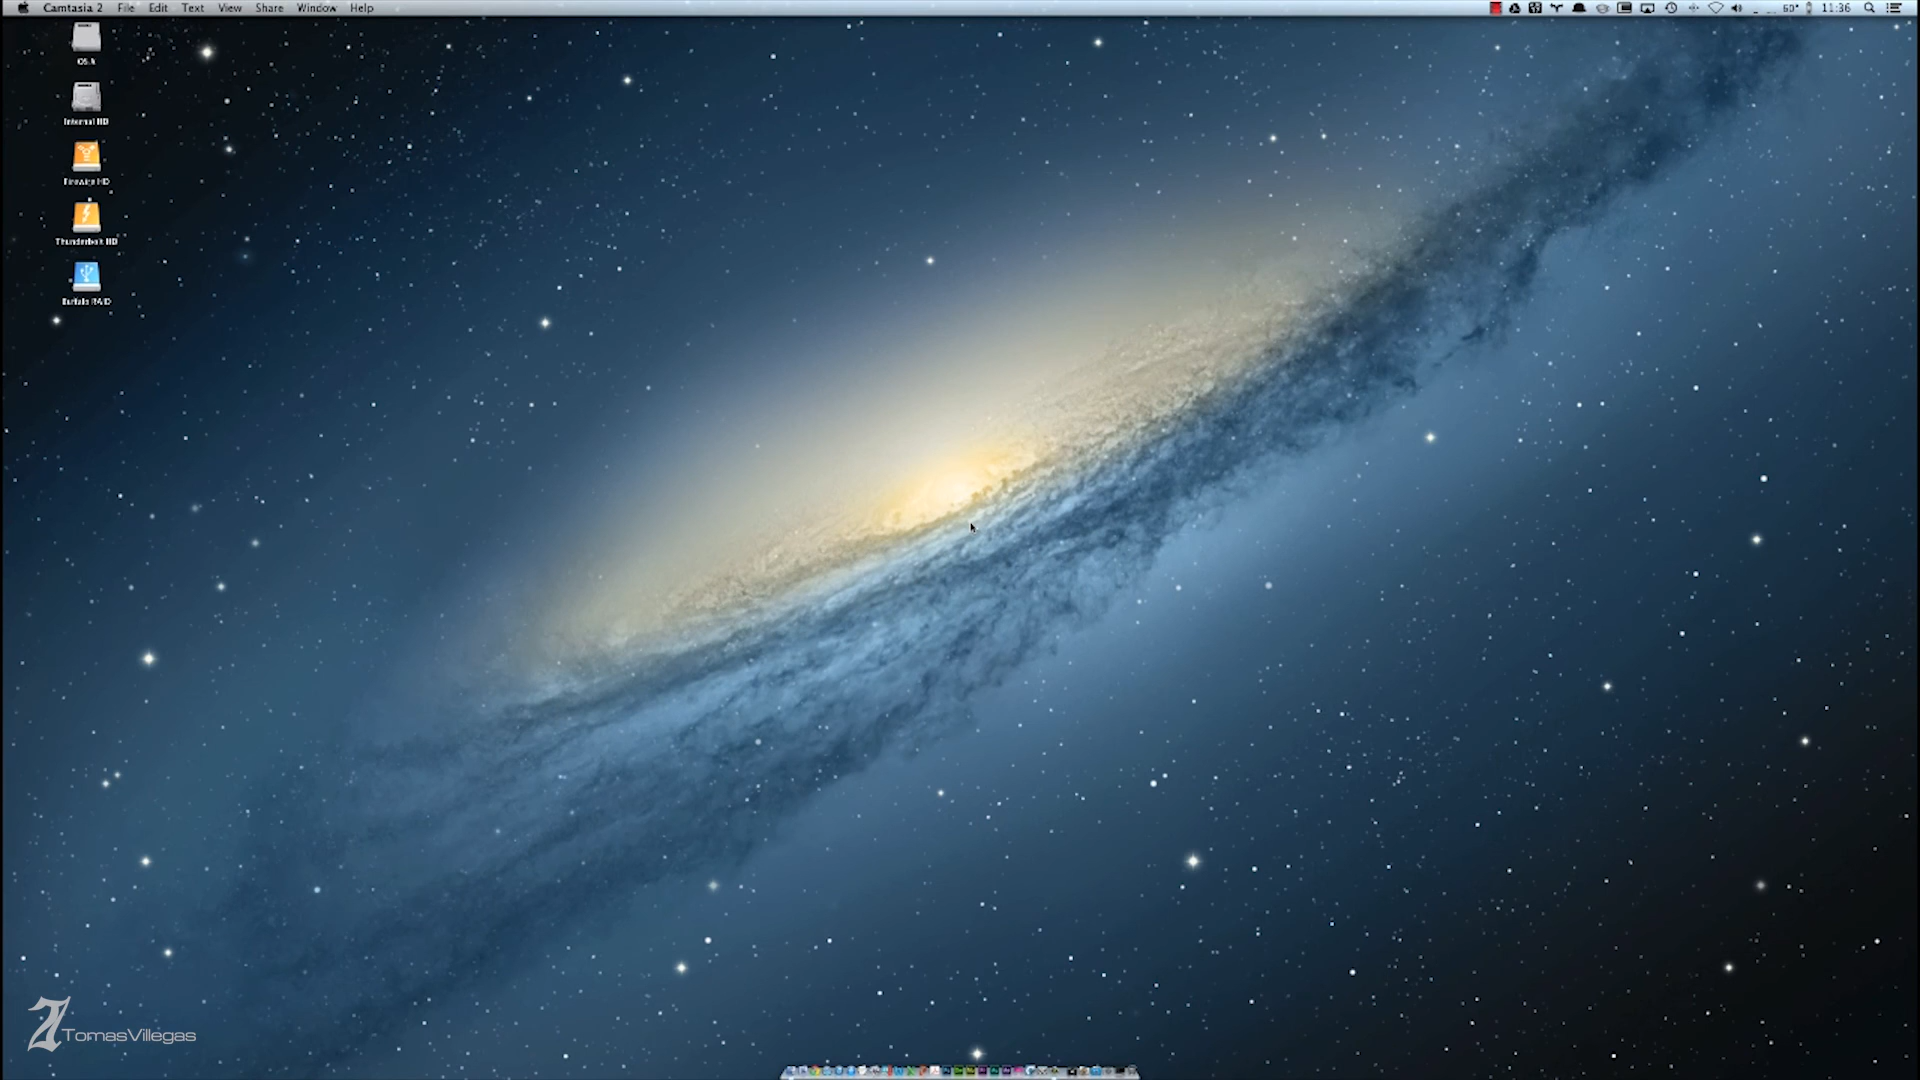 Camtasia 2 File Edit Text View Share Window Help 60° 11:36
OS X
Internal HD
Firewire HD
Thunderbolt HD
Buffalo RAID
TomasVillegas